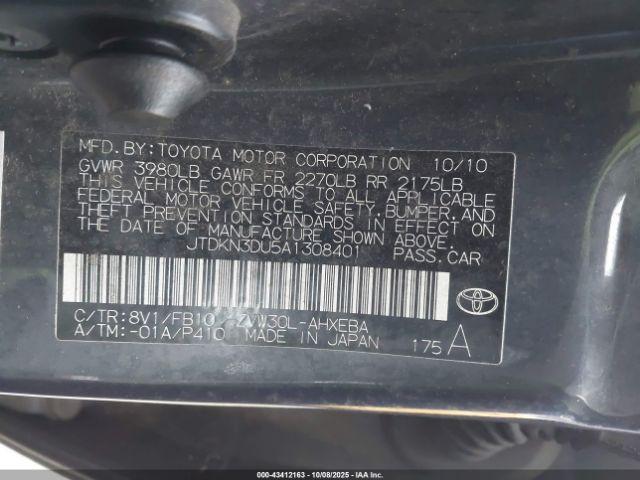 MFD.BY:TOYOTA MOTOR CORPORATION 10/10
GVWR 3980LB GAWR FR 2270LB RR 2175LB
THIS VEHICLE CONFORMS TO ALL APPLICABLE
FEDERAL MOTOR VEHICLE SAFETY, BUMPER, AND
THEFT PREVENTION STANDARDS IN EFFECT ON
THE DATE OF MANUFACTURE SHOWN ABOVE.
JTDKN3DU5A1308401 PASS.CAR
C/TR:8V1/FB10 ZVW30L-AHXEBA
A/TM:-01A/P410 MADE IN JAPAN 175 A
000-43412163 | 10/08/2025 - IAAI.com